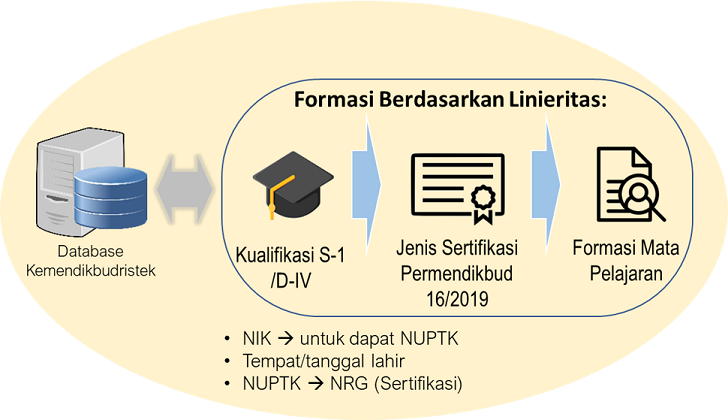 Formasi Berdasarkan Linieritas:
Database
Kemendikbudristek
Kualifikasi S-1
/D-IV
Jenis Sertifikasi
Permendikbud
16/2019
Formasi Mata
Pelajaran
• NIK → untuk dapat NUPTK
• Tempat/tanggal lahir
• NUPTK → NRG (Sertifikasi)